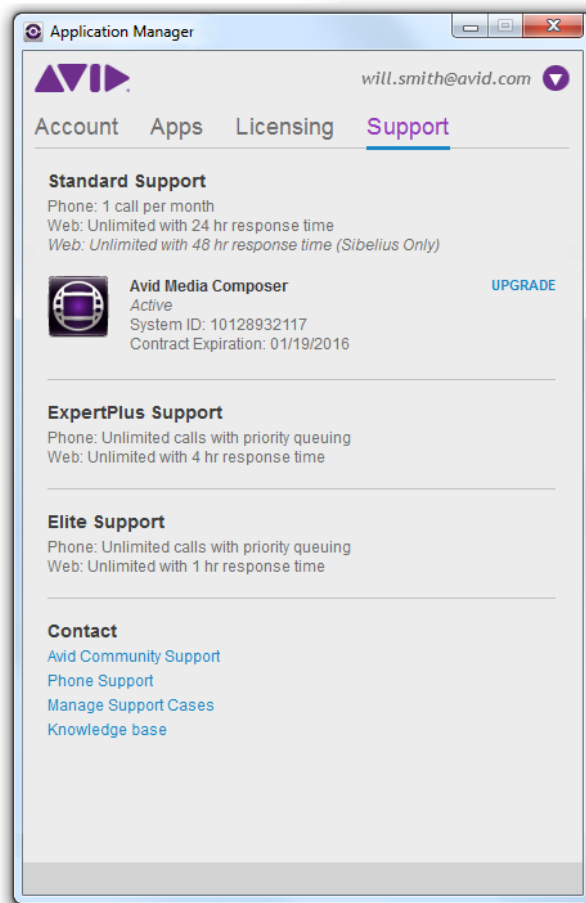 Application Manager
AVID
will.smith@avid.com
Account Apps Licensing Support
Standard Support
Phone: 1 call per month
Web: Unlimited with 24 hr response time
Web: Unlimited with 48 hr response time (Sibelius Only)
Avid Media Composer UPGRADE
Active
System ID: 10128932117
Contract Expiration: 01/19/2016
ExpertPlus Support
Phone: Unlimited calls with priority queuing
Web: Unlimited with 4 hr response time
Elite Support
Phone: Unlimited calls with priority queuing
Web: Unlimited with 1 hr response time
Contact
Avid Community Support
Phone Support
Manage Support Cases
Knowledge base